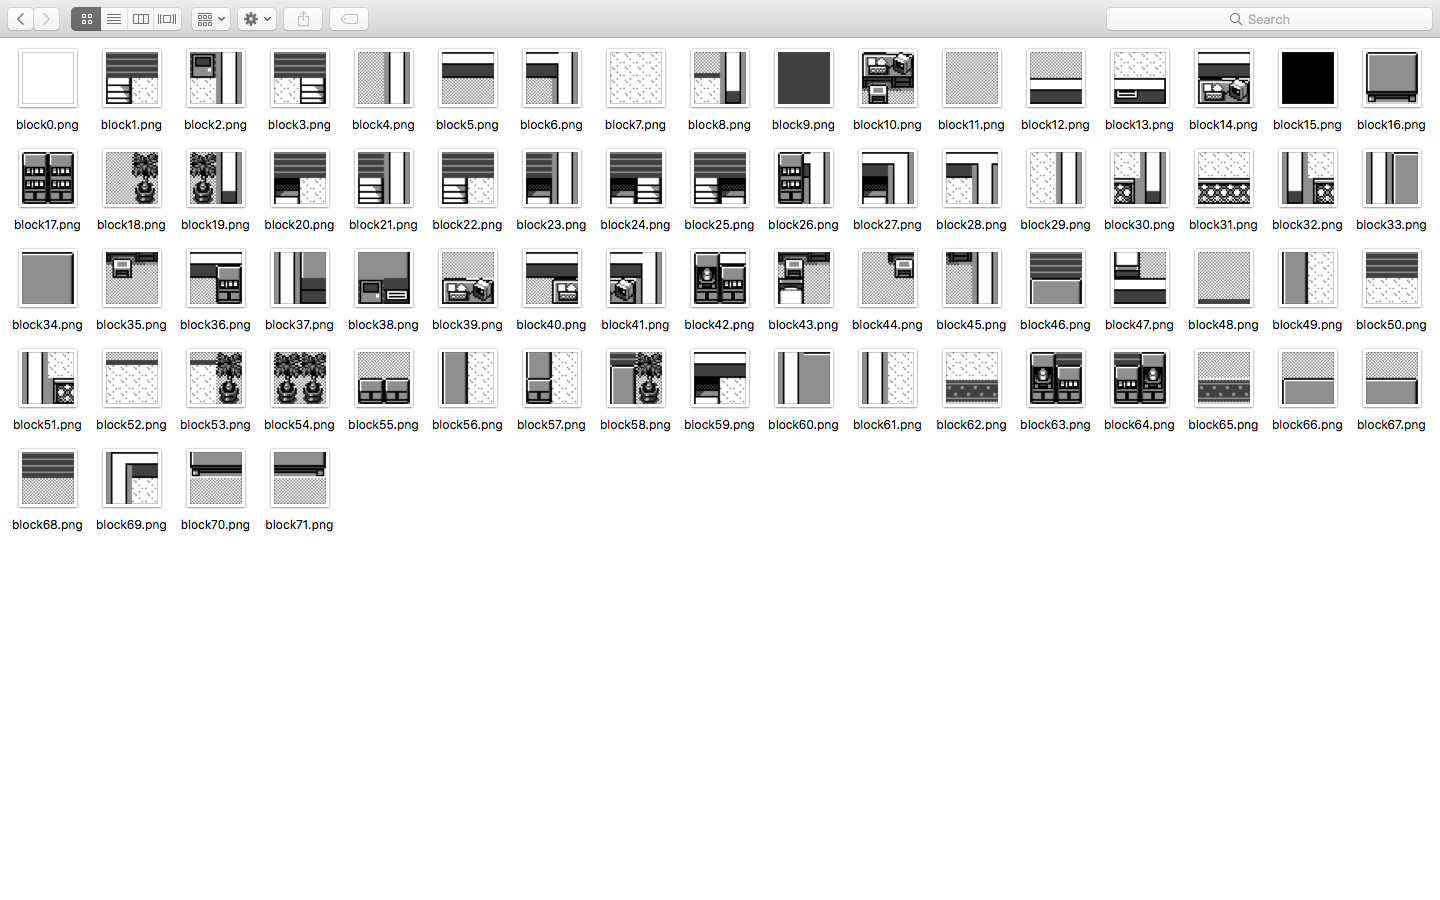 Search
block0.png block1.png block2.png block3.png block4.png block5.png block6.png block7.png block8.png block9.png block10.png block11.png block12.png block13.png block14.png block15.png block16.png
block17.png block18.png block19.png block20.png block21.png block22.png block23.png block24.png block25.png block26.png block27.png block28.png block29.png block30.png block31.png block32.png block33.png
block34.png block35.png block36.png block37.png block38.png block39.png block40.png block41.png block42.png block43.png block44.png block45.png block46.png block47.png block48.png block49.png block50.png
block51.png block52.png block53.png block54.png block55.png block56.png block57.png block58.png block59.png block60.png block61.png block62.png block63.png block64.png block65.png block66.png block67.png
block68.png block69.png block70.png block71.png